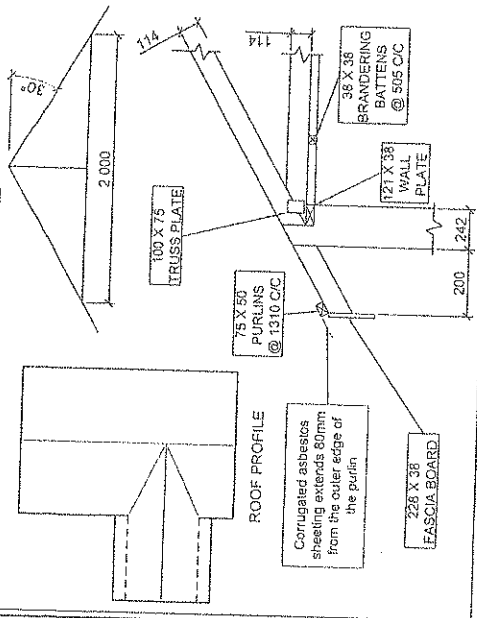 30°
2 000
ROOF PROFILE
114
114
100 X 75
TRUSS PLATE
75 X 50
PURLINS
@ 1310 C/C
Corrugated asbestos
sheeting extends 80mm
from the outer edge of
the purlin
38 X 38
BRANDERING
BATTENS
@ 505 C/C
121 X 38
WALL
PLATE
200
242
228 X 38
FASCIA BOARD